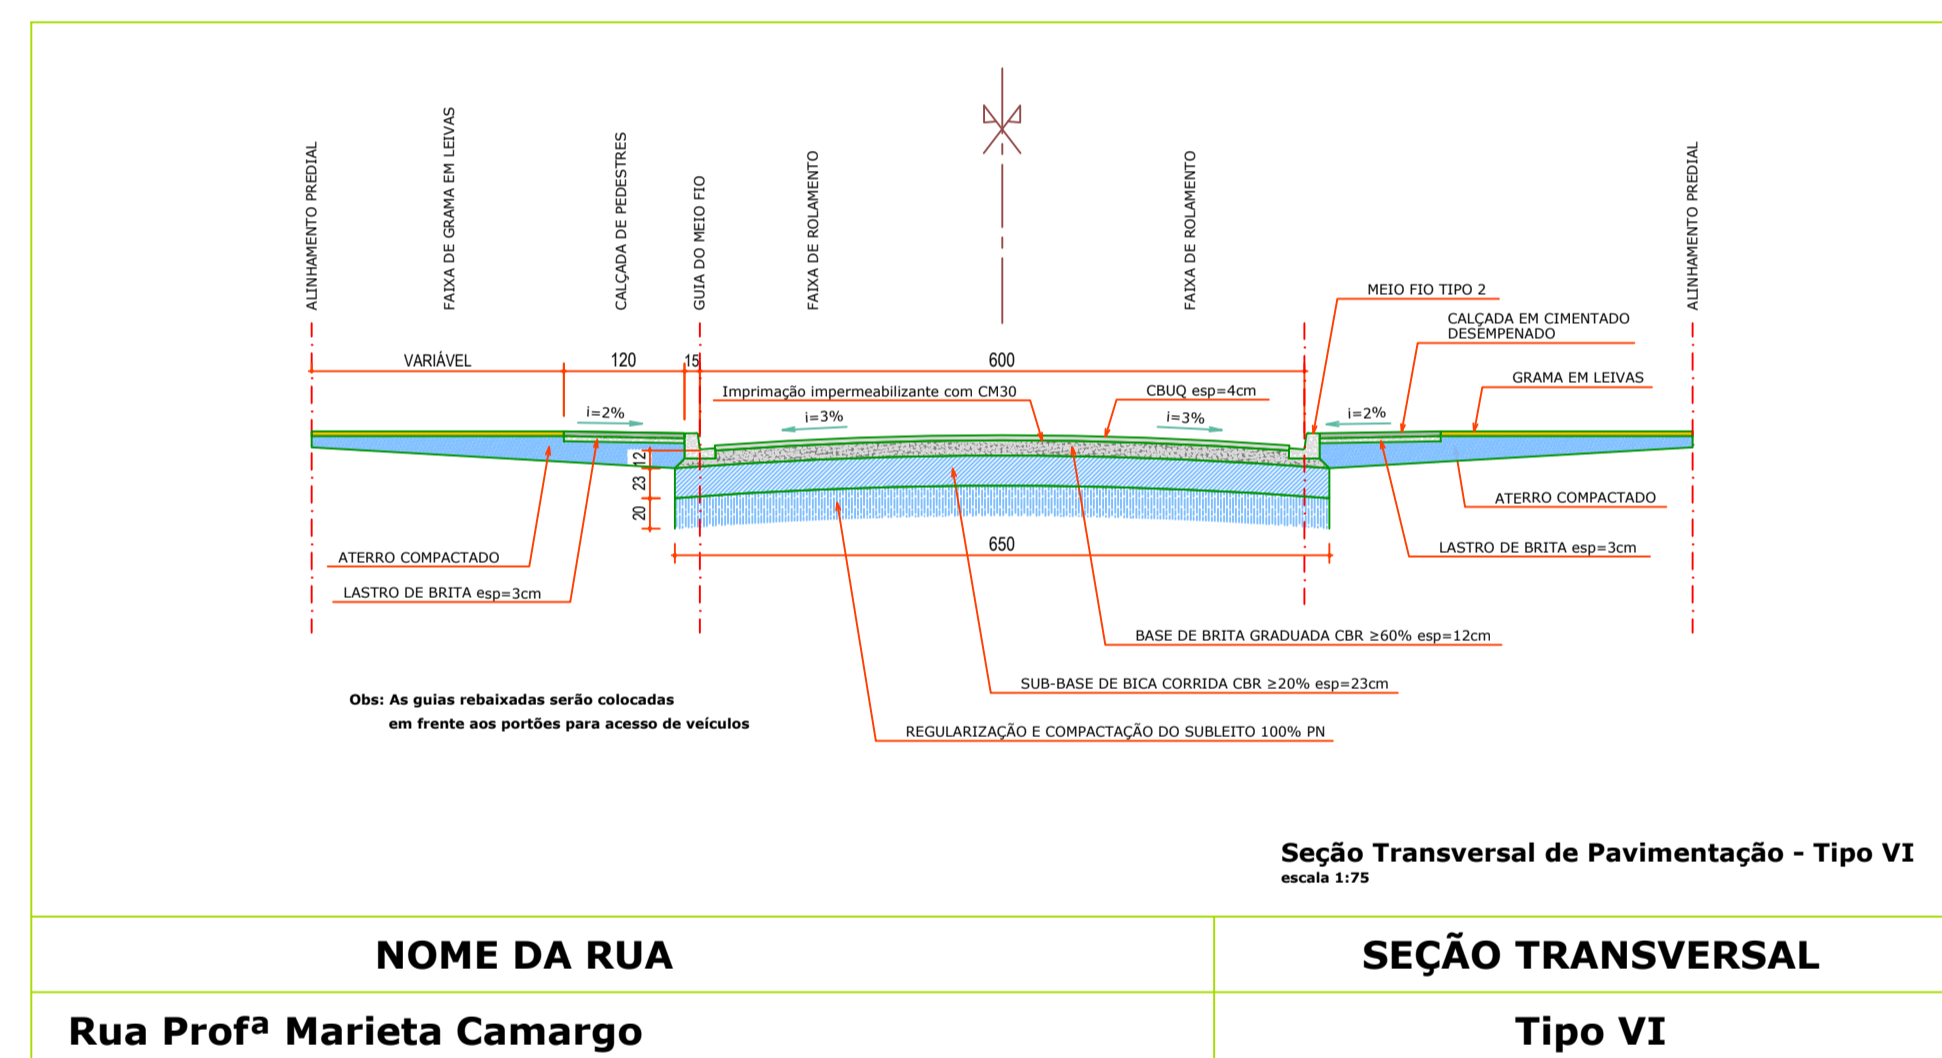 ALINHAMENTO PREDIAL
FAIXA DE GRAMA EM LEIVAS
CALÇADA DE PEDESTRES
GUIA DO MEIO FIO
FAIXA DE ROLAMENTO
FAIXA DE ROLAMENTO
ALINHAMENTO PREDIAL
MEIO FIO TIPO 2
CALÇADA EM CIMENTADO
DESEMPENADO
GRAMA EM LEIVAS
VARIÁVEL
120
15
600
Imprimação impermeabilizante com CM30
CBUQ esp=4cm
i=2%
i=3%
i=3%
i=2%
12
23
20
650
ATERRO COMPACTADO
LASTRO DE BRITA esp=3cm
ATERRO COMPACTADO
LASTRO DE BRITA esp=3cm
BASE DE BRITA GRADUADA CBR ≥60% esp=12cm
SUB-BASE DE BICA CORRIDA CBR ≥20% esp=23cm
REGULARIZAÇÃO E COMPACTAÇÃO DO SUBLEITO 100% PN
Obs: As guias rebaixadas serão colocadas
em frente aos portões para acesso de veículos
Seção Transversal de Pavimentação - Tipo VI
escala 1:75
NOME DA RUA
SEÇÃO TRANSVERSAL
Rua Profª Marieta Camargo
Tipo VI